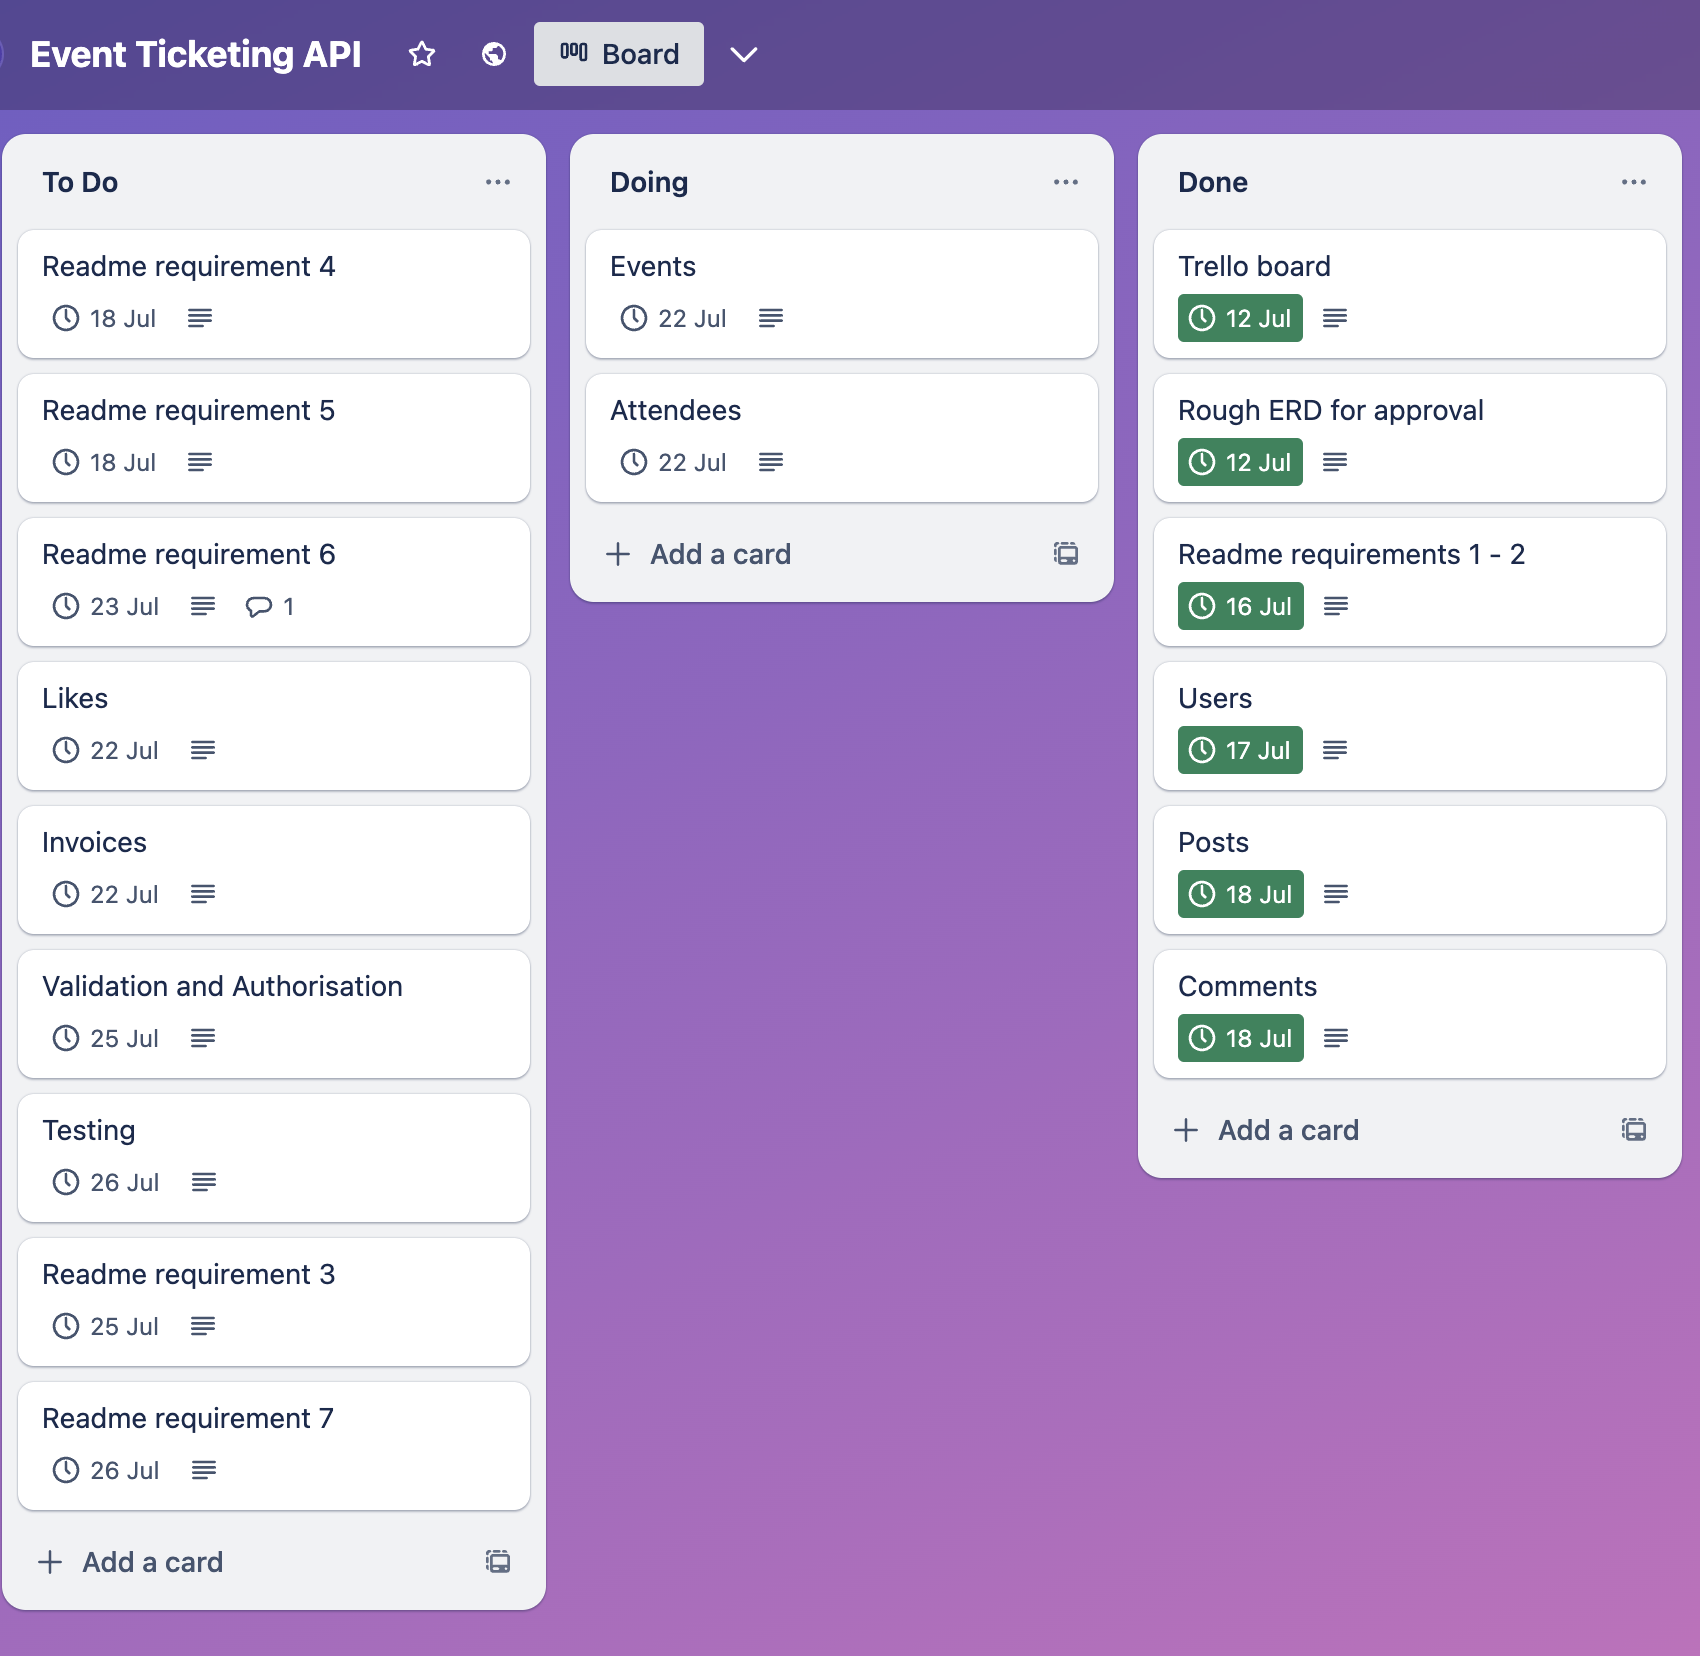 Event Ticketing API
Board
To Do
Readme requirement 4
18 Jul
Readme requirement 5
18 Jul
Readme requirement 6
23 Jul 1
Likes
22 Jul
Invoices
22 Jul
Validation and Authorisation
25 Jul
Testing
26 Jul
Readme requirement 3
25 Jul
Readme requirement 7
26 Jul
Add a card
Doing
Events
22 Jul
Attendees
22 Jul
Add a card
Done
Trello board
12 Jul
Rough ERD for approval
12 Jul
Readme requirements 1 - 2
16 Jul
Users
17 Jul
Posts
18 Jul
Comments
18 Jul
Add a card